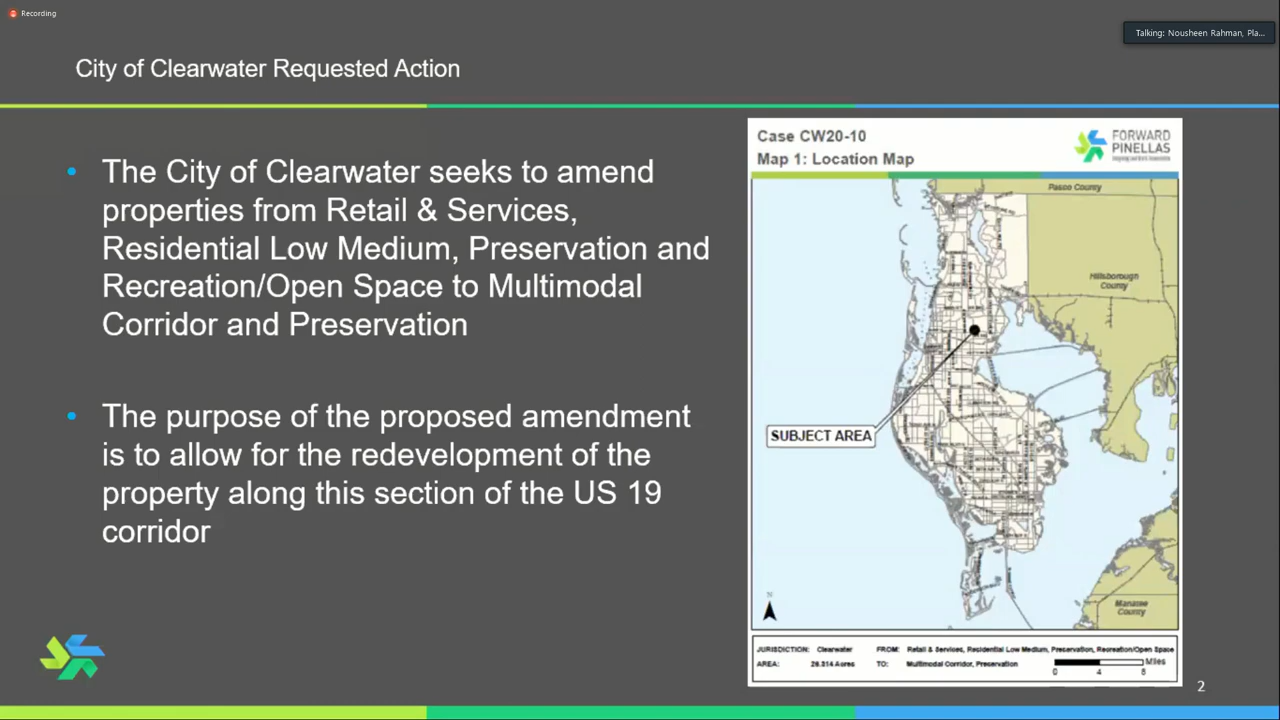 Recording
Talking: Nousheen Rahman, Pla...
City of Clearwater Requested Action
• The City of Clearwater seeks to amend
properties from Retail & Services,
Residential Low Medium, Preservation and
Recreation/Open Space to Multimodal
Corridor and Preservation
• The purpose of the proposed amendment
is to allow for the redevelopment of the
property along this section of the US 19
corridor
Case CW20-10
Map 1: Location Map
FORWARD
PINELLAS
Pasco County
Hillsborough
County
SUBJECT AREA
Manatee
County
N
JURISDICTION: Clearwater FROM: Retail & Services, Residential Low Medium, Preservation, Recreation/Open Space
AREA: 26.314 Acres TO: Multimodal Corridor, Preservation
Miles
0 4 8
2